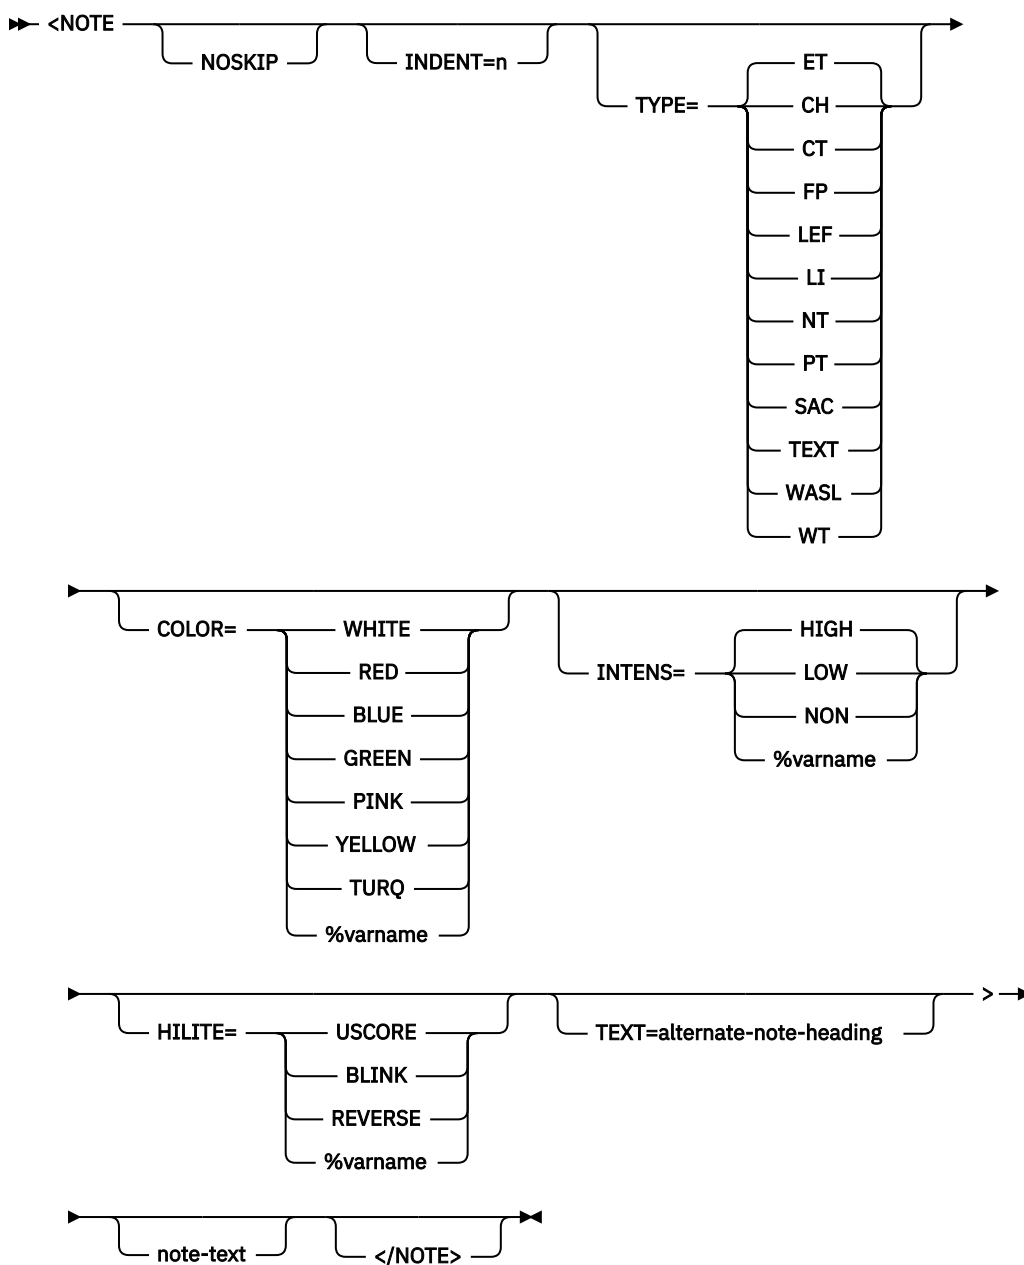 <NOTE
NOSKIP INDENT=n ET
TYPE= CH
CT
FP
LEF
LI
NT
PT
SAC
TEXT
WASL
WT
COLOR= WHITE HIGH
RED INTENS= LOW
BLUE NON
GREEN %varname
PINK
YELLOW
TURQ
%varname
>
HILITE= USCORE TEXT=alternate-note-heading
BLINK
REVERSE
%varname
note-text </NOTE>